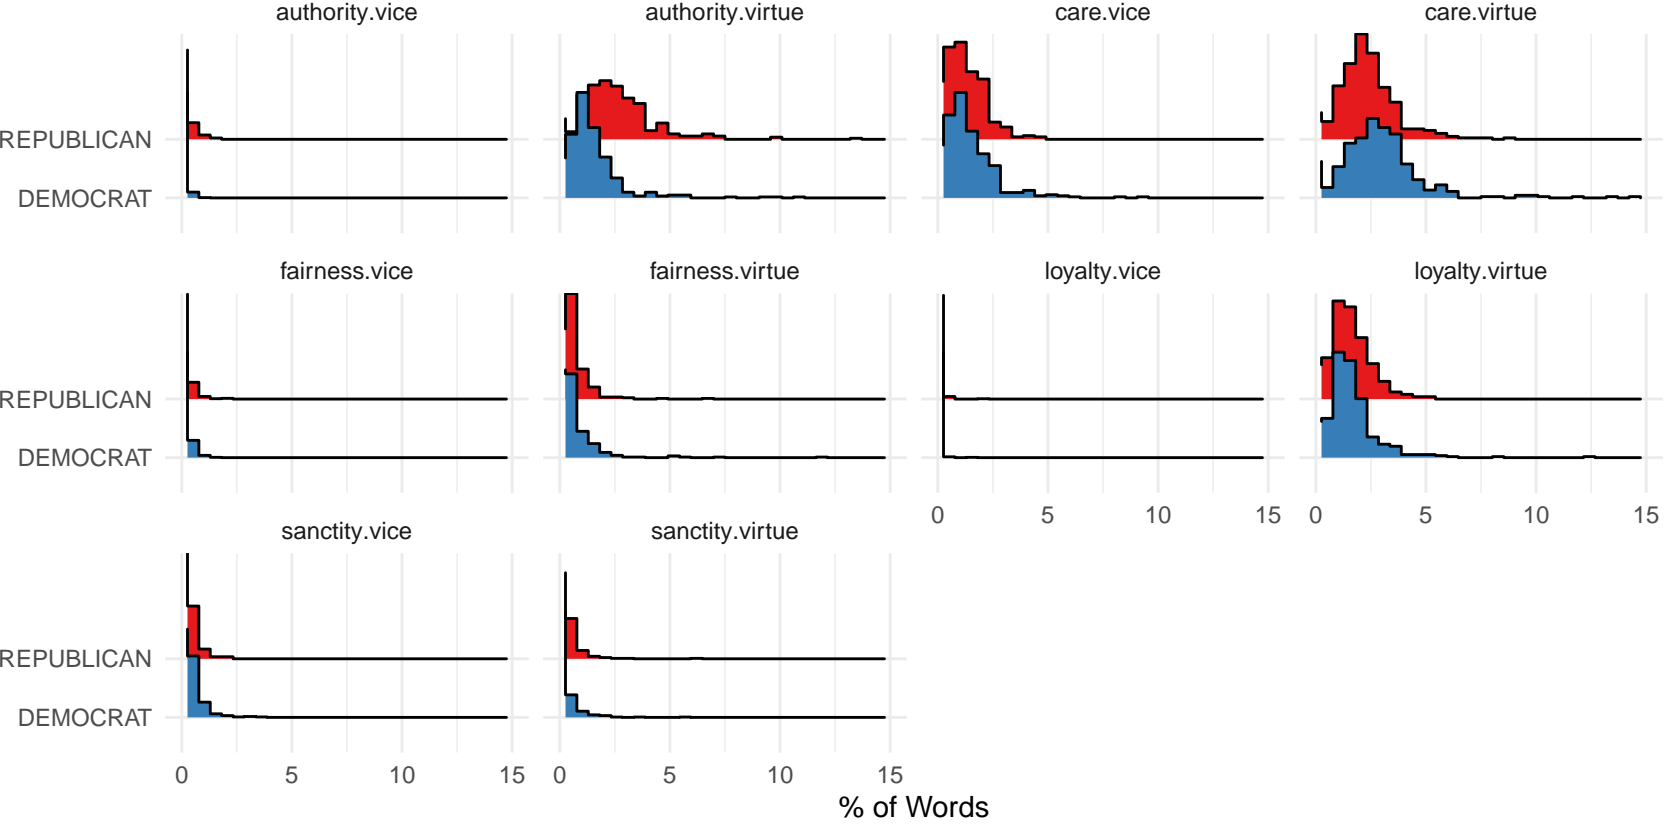 authority.vice authority.virtue care.vice care.virtue
REPUBLICAN
DEMOCRAT
fairness.vice fairness.virtue loyalty.vice loyalty.virtue
REPUBLICAN
DEMOCRAT
0 5 10 15 0 5 10 15
sanctity.vice sanctity.virtue
REPUBLICAN
DEMOCRAT
0 5 10 15 0 5 10 15
% of Words